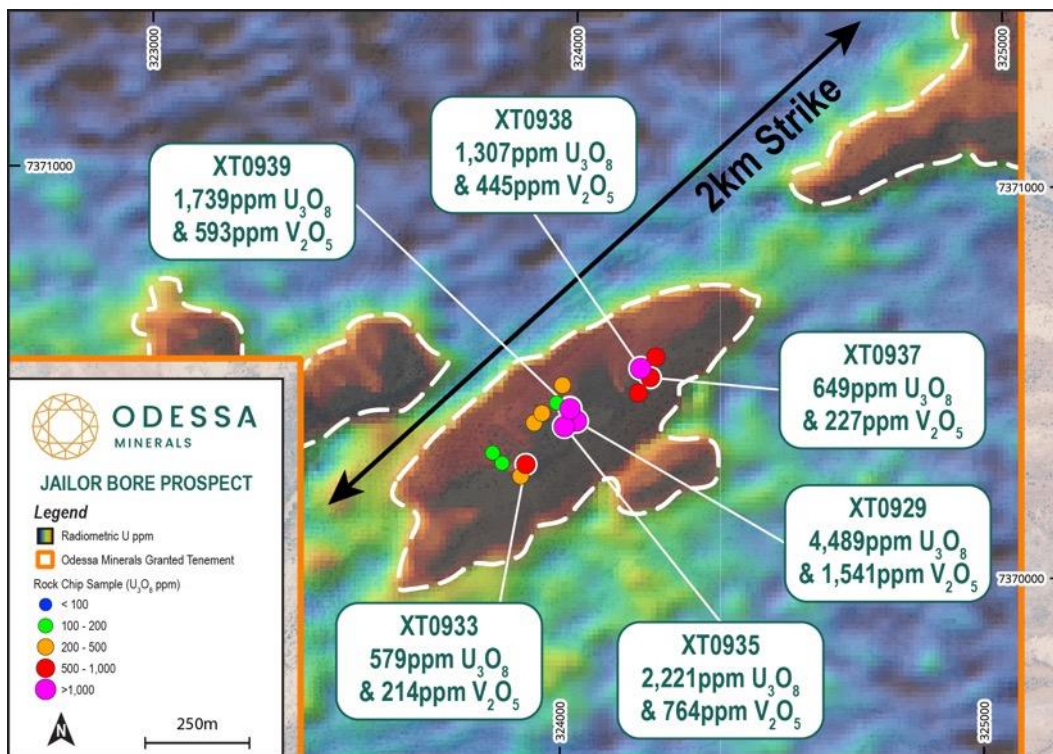 323000
324000
325000
7371000
7371000
XT0939
1,739ppm U₃O₈
& 593ppm V₂O₅
XT0938
1,307ppm U₃O₈
& 445ppm V₂O₅
2km Strike
XT0937
649ppm U₃O₈
& 227ppm V₂O₅
XT0929
4,489ppm U₃O₈
& 1,541ppm V₂O₅
7370000
XT0933
579ppm U₃O₈
& 214ppm V₂O₅
XT0935
2,221ppm U₃O₈
& 764ppm V₂O₅
324000
325000
ODESSA
MINERALS
JAILOR BORE PROSPECT
Legend
Radiometric U ppm
Odessa Minerals Granted Tenement
Rock Chip Sample (U₃O₈ ppm)
< 100
100 - 200
200 - 500
500 - 1,000
>1,000
N
250m